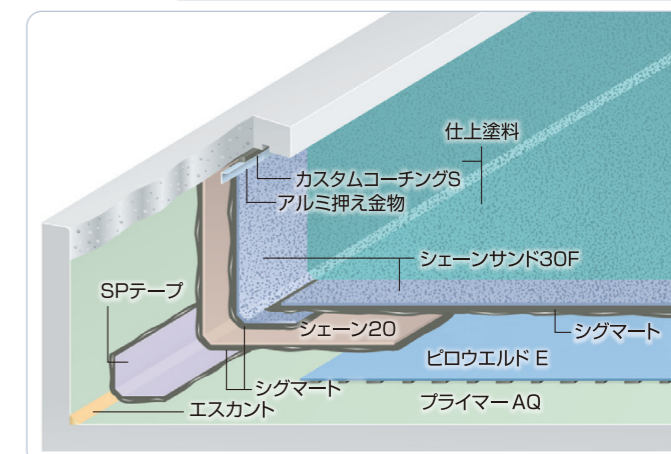 仕上塗料
カスタムコーチングS
アルミ押え金物
シェーンサンド30F
SPテープ
シェーン20
シグマート
ピロウエルド E
シグマート
エスカント
プライマー AQ